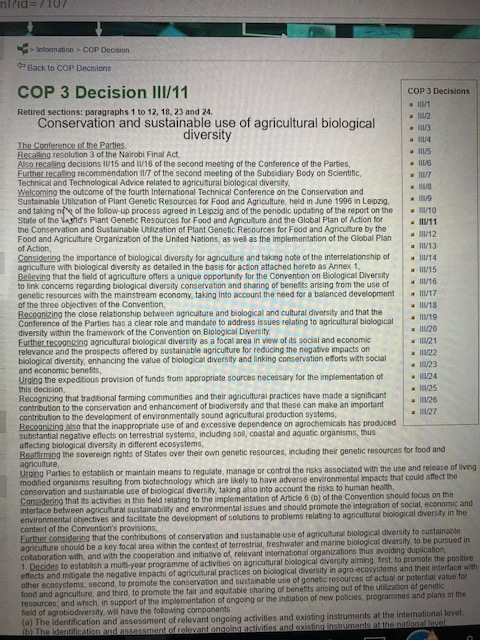 nl?id=7107
> Information > COP Decision
Back to COP Decisions
COP 3 Decision III/11
Retired sections: paragraphs 1 to 12, 18, 23 and 24.
Conservation and sustainable use of agricultural biological
diversity
The Conference of the Parties,
Recalling resolution 3 of the Nairobi Final Act,
Also recalling decisions II/15 and II/16 of the second meeting of the Conference of the Parties,
Further recalling recommendation II/7 of the second meeting of the Subsidiary Body on Scientific,
Technical and Technological Advice related to agricultural biological diversity,
Welcoming the outcome of the fourth International Technical Conference on the Conservation and
Sustainable Utilization of Plant Genetic Resources for Food and Agriculture, held in June 1996 in Leipzig,
and taking note of the follow-up process agreed in Leipzig and of the periodic updating of the report on the
State of the World's Plant Genetic Resources for Food and Agriculture and the Global Plan of Action for
the Conservation and Sustainable Utilization of Plant Genetic Resources for Food and Agriculture by the
Food and Agriculture Organization of the United Nations, as well as the implementation of the Global Plan
of Action,
Considering the importance of biological diversity for agriculture and taking note of the interrelationship of
agriculture with biological diversity as detailed in the basis for action attached hereto as Annex 1,
Believing that the field of agriculture offers a unique opportunity for the Convention on Biological Diversity
to link concerns regarding biological diversity conservation and sharing of benefits arising from the use of
genetic resources with the mainstream economy, taking into account the need for a balanced development
of the three objectives of the Convention,
Recognizing the close relationship between agriculture and biological and cultural diversity and that the
Conference of the Parties has a clear role and mandate to address issues relating to agricultural biological
diversity within the framework of the Convention on Biological Diversity,
Further recognizing agricultural biological diversity as a focal area in view of its social and economic
relevance and the prospects offered by sustainable agriculture for reducing the negative impacts on
biological diversity, enhancing the value of biological diversity and linking conservation efforts with social
and economic benefits,
Urging the expeditious provision of funds from appropriate sources necessary for the implementation of
this decision,
Recognizing that traditional farming communities and their agricultural practices have made a significant
contribution to the conservation and enhancement of biodiversity and that these can make an important
contribution to the development of environmentally sound agricultural production systems,
Recognizing also that the inappropriate use of and excessive dependence on agrochemicals has produced
substantial negative effects on terrestrial systems, including soil, coastal and aquatic organisms, thus
affecting biological diversity in different ecosystems,
Reaffirming the sovereign rights of States over their own genetic resources, including their genetic resources for food and
agriculture,
Urging Parties to establish or maintain means to regulate, manage or control the risks associated with the use and release of living
modified organisms resulting from biotechnology which are likely to have adverse environmental impacts that could affect the
conservation and sustainable use of biological diversity, taking also into account the risks to human health,
Considering that its activities in this field relating to the implementation of Article 6 (b) of the Convention should focus on the
interface between agricultural sustainability and environmental issues and should promote the integration of social, economic and
environmental objectives and facilitate the development of solutions to problems relating to agricultural biological diversity in the
context of the Convention's provisions,
Further considering that the contributions of conservation and sustainable use of agricultural biological diversity to sustainable
agriculture should be a key focal area within the context of terrestrial, freshwater and marine biological diversity, to be pursued in
collaboration with, and with the cooperation and initiative of, relevant international organizations thus avoiding duplication,
1. Decides to establish a multi-year programme of activities on agricultural biological diversity aiming, first, to promote the positive
effects and mitigate the negative impacts of agricultural practices on biological diversity in agro-ecosystems and their interface with
other ecosystems; second, to promote the conservation and sustainable use of genetic resources of actual or potential value for
food and agriculture; and third, to promote the fair and equitable sharing of benefits arising out of the utilization of genetic
resources; and which, in support of the implementation of ongoing or the initiation of new policies, programmes and plans in the
field of agrobiodiversity, will have the following components:
(a) The identification and assessment of relevant ongoing activities and existing instruments at the international level;
(b) The identification and assessment of relevant ongoing activities and existing instruments at the national level;
COP 3 Decisions
III/1
III/2
III/3
III/4
III/5
III/6
III/7
III/8
III/9
III/10
III/11
III/12
III/13
III/14
III/15
III/16
III/17
III/18
III/19
III/20
III/21
III/22
III/23
III/24
III/25
III/26
III/27